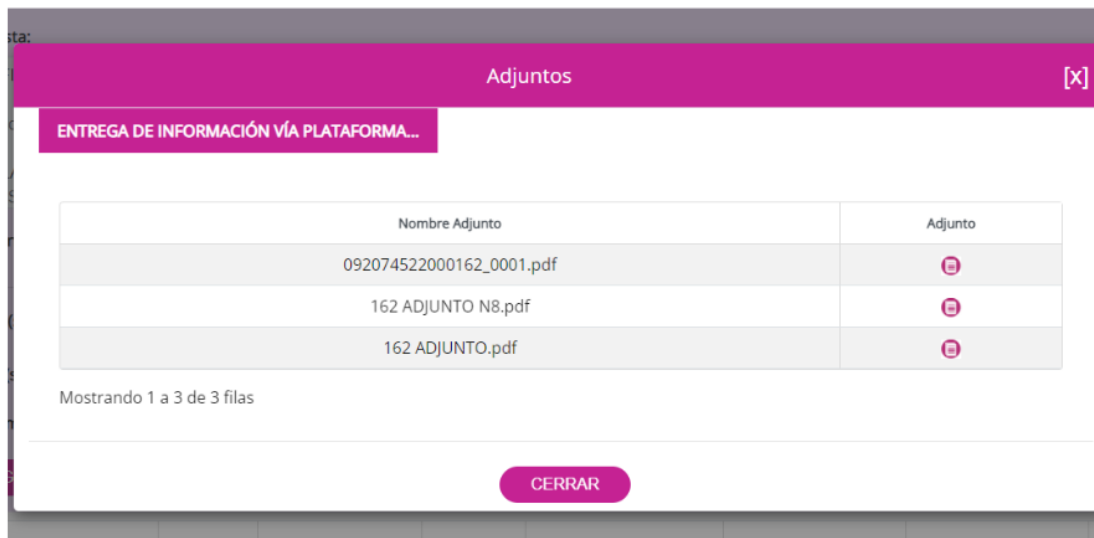 sta:
Adjuntos [x]
ENTREGA DE INFORMACIÓN VÍA PLATAFORMA...
Nombre Adjunto Adjunto
092074522000162_0001.pdf
162 ADJUNTO N8.pdf
162 ADJUNTO.pdf
Mostrando 1 a 3 de 3 filas
CERRAR